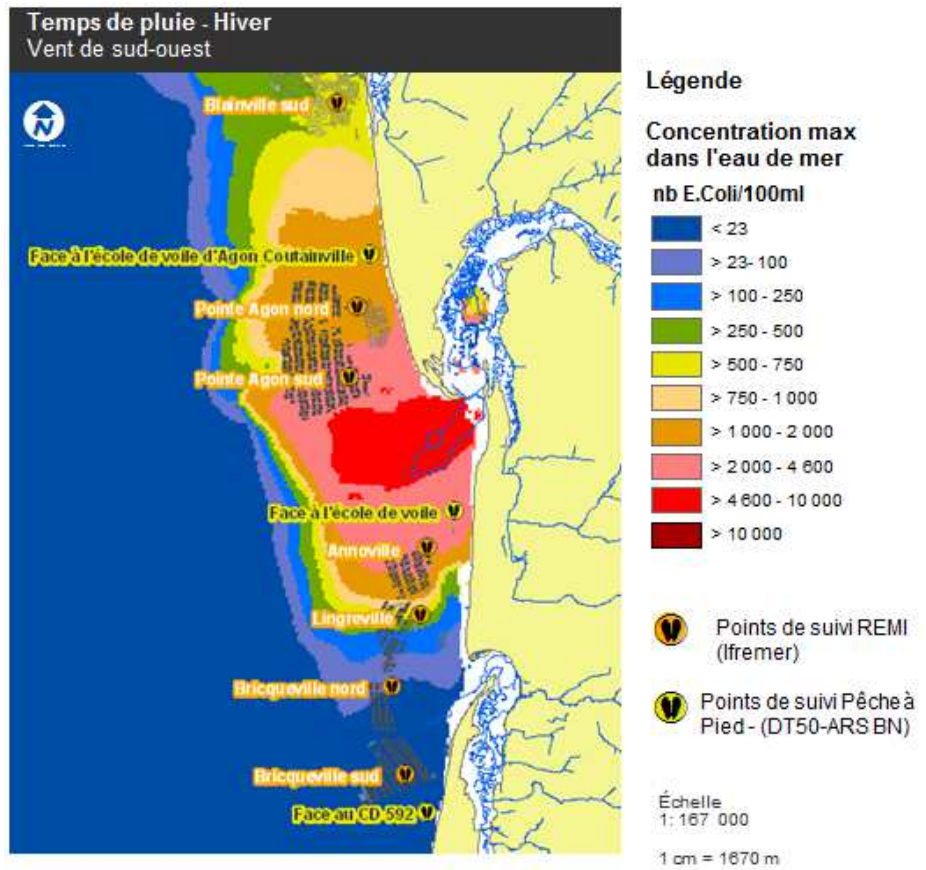 Temps de pluie - Hiver
Vent de sud-ouest
N
Blainville sud
Face à l'école de voile d'Agon Coutainville
Pointe Agon nord
Pointe Agon sud
Face à l'école de voile
Annoville
Lingreville
Bricqueville nord
Bricqueville sud
Face au CD 592
Légende
Concentration max
dans l'eau de mer
nb E.Coli/100ml
< 23
> 23- 100
> 100 - 250
> 250 - 500
> 500 - 750
> 750 - 1 000
> 1 000 - 2 000
> 2 000 - 4 600
> 4 600 - 10 000
> 10 000
Points de suivi REMI
(Ifremer)
Points de suivi Pêche à
Pied - (DT50-ARS BN)
Échelle
1: 167 000
1 cm = 1670 m